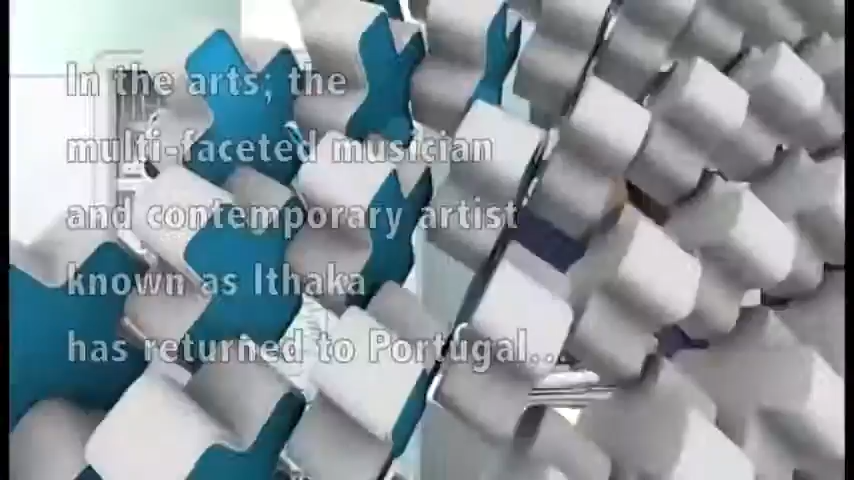 In the arts; the
multi-faceted musician
and contemporary artist
known as Ithaka
has returned to Portugal...